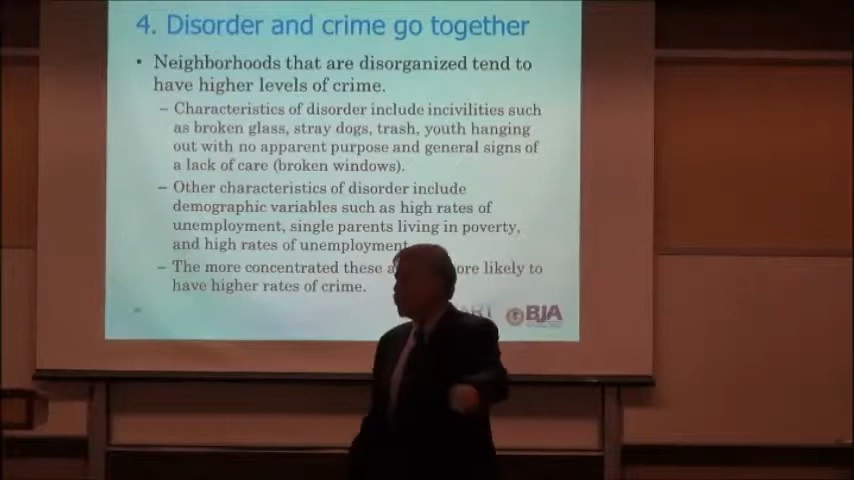 4. Disorder and crime go together
• Neighborhoods that are disorganized tend to
have higher levels of crime.
– Characteristics of disorder include incivilities such
as broken glass, stray dogs, trash, youth hanging
out with no apparent purpose and general signs of
a lack of care (broken windows).
– Other characteristics of disorder include
demographic variables such as high rates of
unemployment, single parents living in poverty,
and high rates of unemployment
– The more concentrated these likely to
have higher rates of crime.
BJA